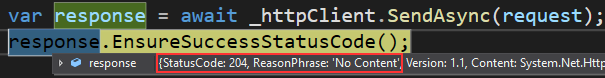 var response = await _httpClient.SendAsync(request);
response.EnsureSuccessStatusCode();
response {StatusCode: 204, ReasonPhrase: 'No Content', Version: 1.1, Content: System.Net.Http